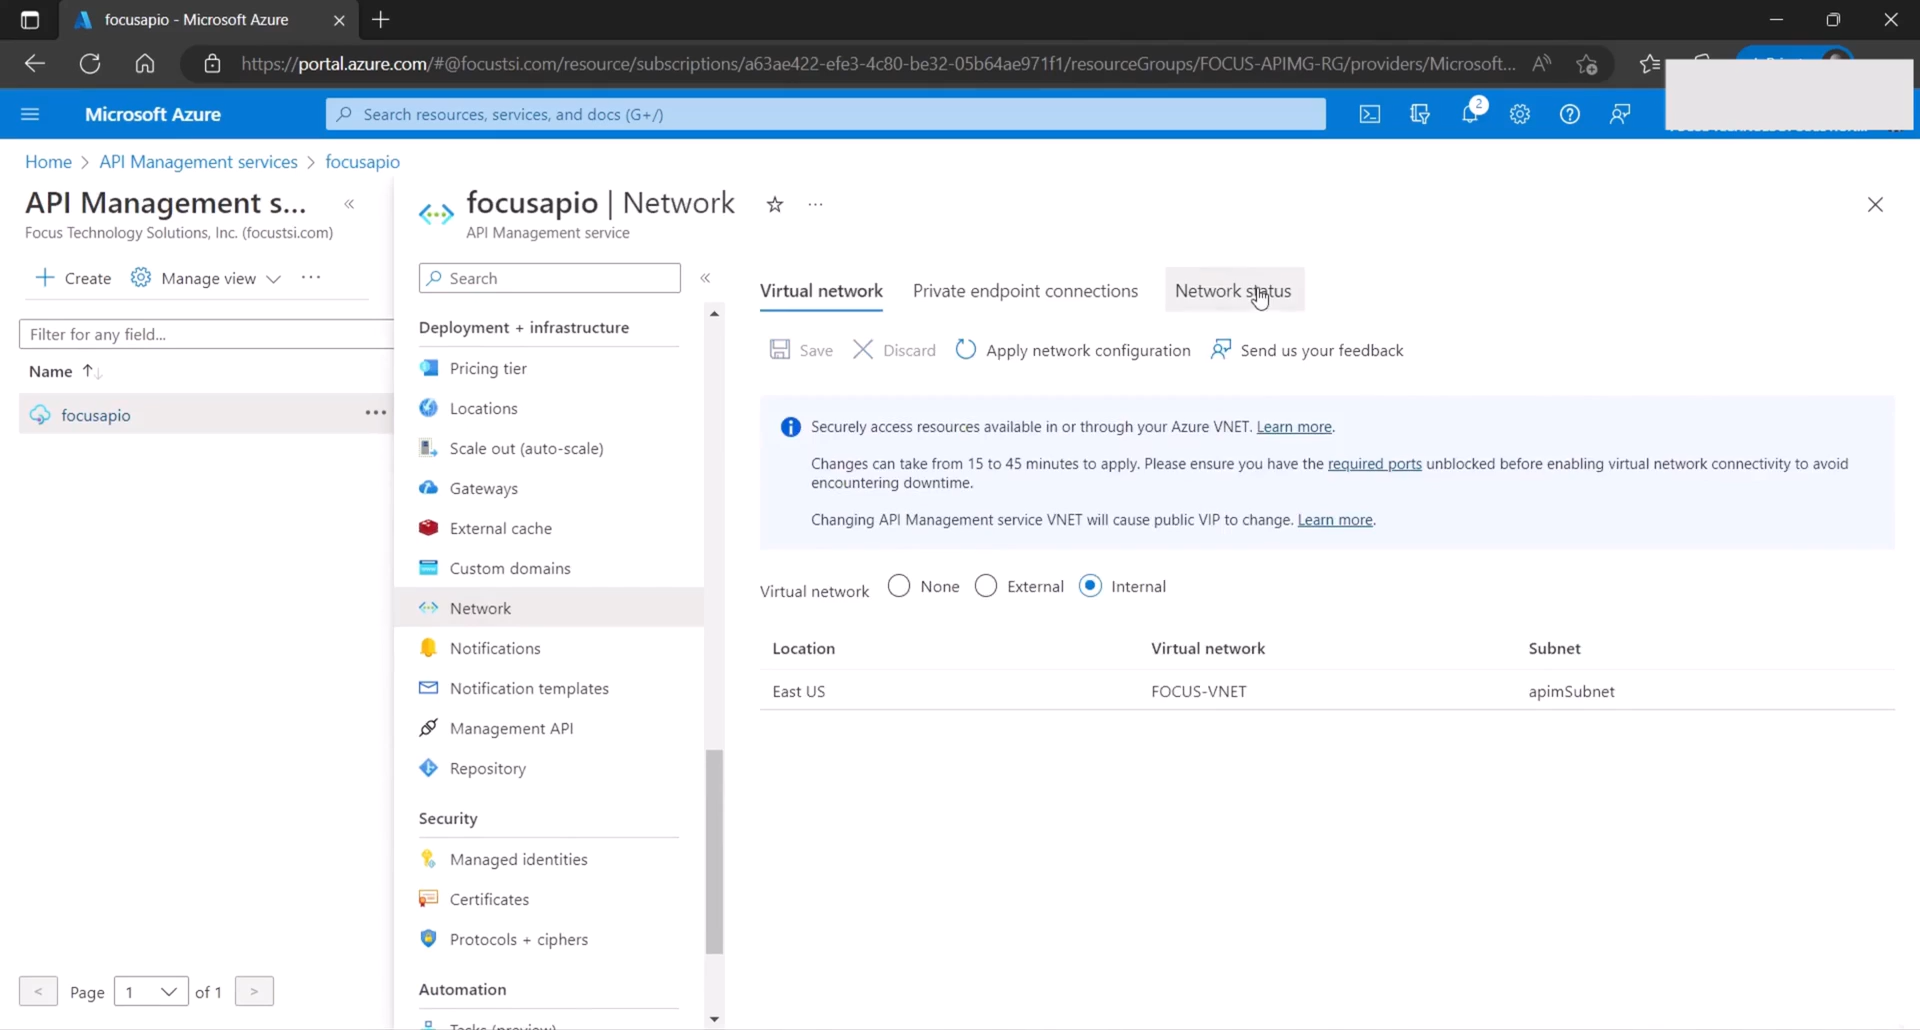 focusapio - Microsoft Azure
https://portal.azure.com/#@focustsi.com/resource/subscriptions/a63ae422-efe3-4c80-be32-05b64ae971f1/resourceGroups/FOCUS-APIMG-RG/providers/Microsoft...
Microsoft Azure
Search resources, services, and docs (G+/)
2
Home > API Management services > focusapio
API Management s...
Focus Technology Solutions, Inc. (focustsi.com)
Create
Manage view
Filter for any field...
Name
focusapio
Page 1 of 1
focusapio | Network
API Management service
Search
Deployment + infrastructure
Pricing tier
Locations
Scale out (auto-scale)
Gateways
External cache
Custom domains
Network
Notifications
Notification templates
Management API
Repository
Security
Managed identities
Certificates
Protocols + ciphers
Automation
Tasks (preview)
Virtual network
Private endpoint connections
Network status
Save
Discard
Apply network configuration
Send us your feedback
Securely access resources available in or through your Azure VNET. Learn more.
Changes can take from 15 to 45 minutes to apply. Please ensure you have the required ports unblocked before enabling virtual network connectivity to avoid
encountering downtime.
Changing API Management service VNET will cause public VIP to change. Learn more.
Virtual network None External Internal
Location Virtual network Subnet
East US FOCUS-VNET apimSubnet